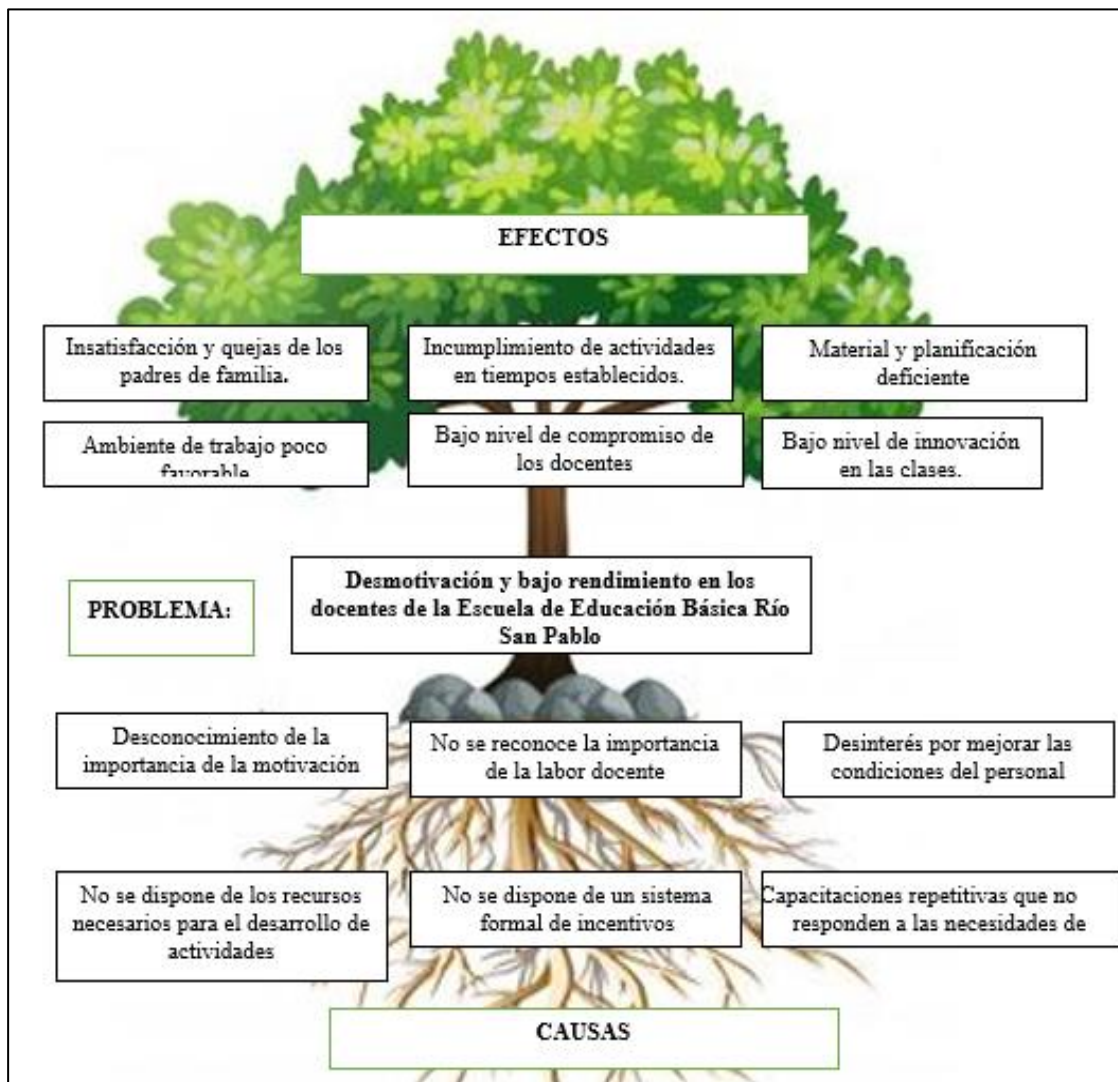 EFECTOS
Insatisfacción y quejas de los
padres de familia.
Incumplimiento de actividades
en tiempos establecidos.
Material y planificación
deficiente
Ambiente de trabajo poco
favorable
Bajo nivel de compromiso de
los docentes
Bajo nivel de innovación
en las clases.
PROBLEMA:
Desmotivación y bajo rendimiento en los
docentes de la Escuela de Educación Básica Río
San Pablo
Desconocimiento de la
importancia de la motivación
No se reconoce la importancia
de la labor docente
Desinterés por mejorar las
condiciones del personal
No se dispone de los recursos
necesarios para el desarrollo de
actividades
No se dispone de un sistema
formal de incentivos
Capacitaciones repetitivas que no
responden a las necesidades de
CAUSAS